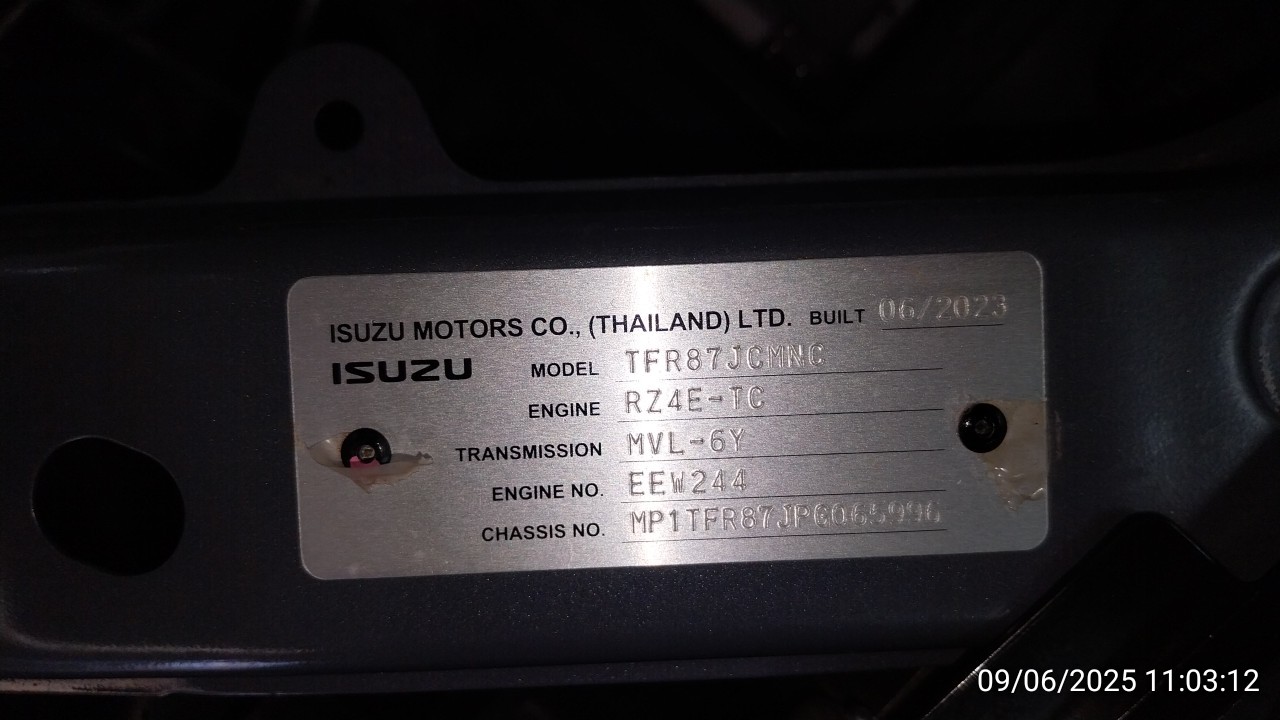 ISUZU MOTORS CO., (THAILAND) LTD. BUILT 06/2023
ISUZU MODEL TFR87JCMNC
ENGINE RZ4E-TC
TRANSMISSION MVL-6Y
ENGINE NO. EEW244
CHASSIS NO. MP1TFR87JPG065996
09/06/2025 11:03:12